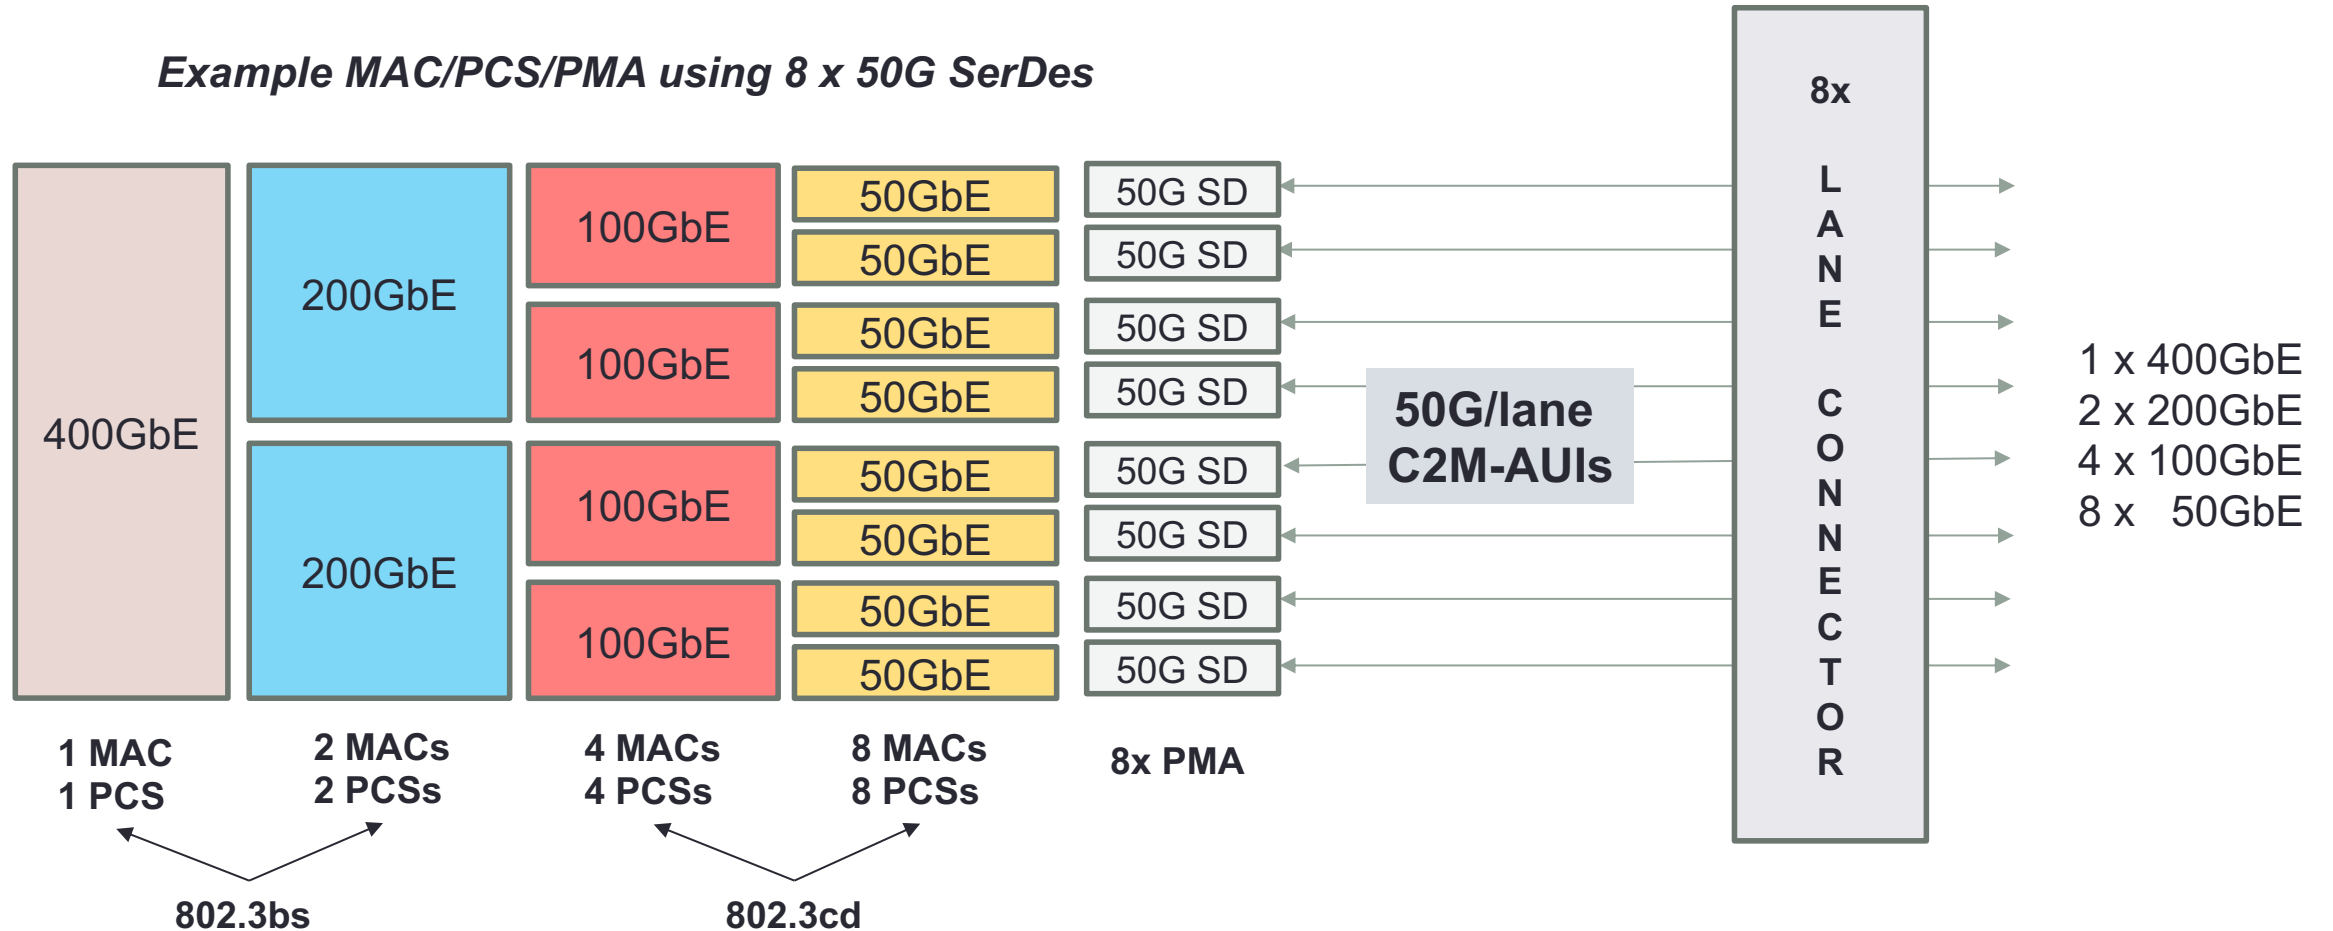 Example MAC/PCS/PMA using 8 x 50G SerDes
400GbE
200GbE
200GbE
100GbE
100GbE
100GbE
100GbE
50GbE
50GbE
50GbE
50GbE
50GbE
50GbE
50GbE
50GbE
50G SD
50G SD
50G SD
50G SD
50G SD
50G SD
50G SD
50G SD
50G/lane
C2M-AUIs
8x
L
A
N
E
C
O
N
N
E
C
T
O
R
1 x 400GbE
2 x 200GbE
4 x 100GbE
8 x 50GbE
1 MAC
1 PCS
2 MACs
2 PCSs
4 MACs
4 PCSs
8 MACs
8 PCSs
8x PMA
802.3bs
802.3cd